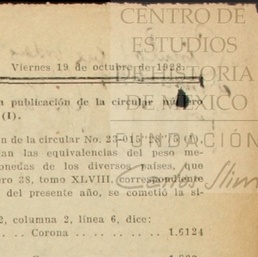 CENTRO DE
ESTUDIOS
DE HISTORIA
DE MÉXICO
FUNDACIÓN
Carlos Slim
Viernes 19 de octubre de 1928.
n publicación de la circular número
(I).
n de la circular No. 23-015 28
an las equivalencias del peso me-
onedas de los diversos países, que
ero 38, tomo XLVIII, correspondiente
del presente año, se cometió la si-
2, columna 2, línea 6, dice:
.. Corona .. .. .. .. .. 1.6124